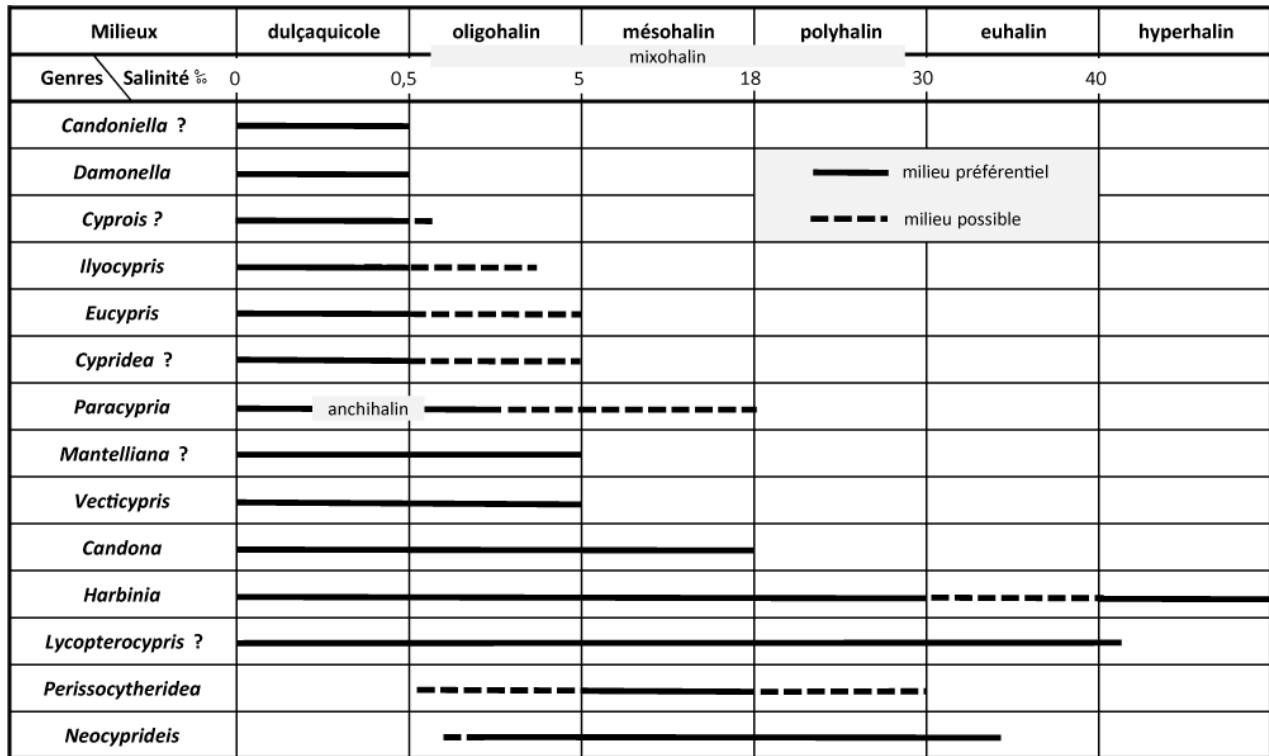 Milieux dulçaquicole oligohalin mésohalin polyhalin euhalin hyperhalin
mixohalin
Genres Salinité ‰ 0 0,5 5 18 30 40
Candoniella ?
Damonella
milieu préférentiel
Cyprois ?
milieu possible
Ilyocypris
Eucypris
Cypridea ?
Paracypria anchihalin
Mantelliana ?
Vecticypris
Candona
Harbinia
Lycopterocypris ?
Perissocytheridea
Neocyprideis